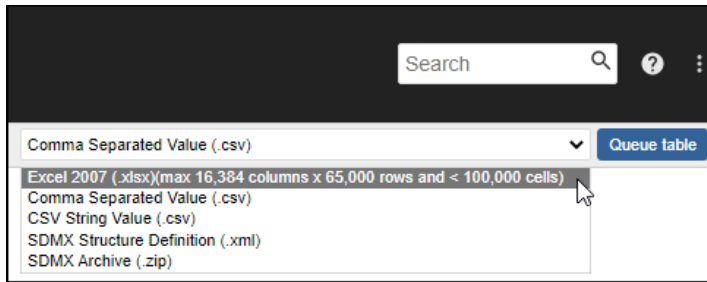 Search
Comma Separated Value (.csv)
Queue table
Excel 2007 (.xlsx)(max 16,384 columns x 65,000 rows and < 100,000 cells)
Comma Separated Value (.csv)
CSV String Value (.csv)
SDMX Structure Definition (.xml)
SDMX Archive (.zip)